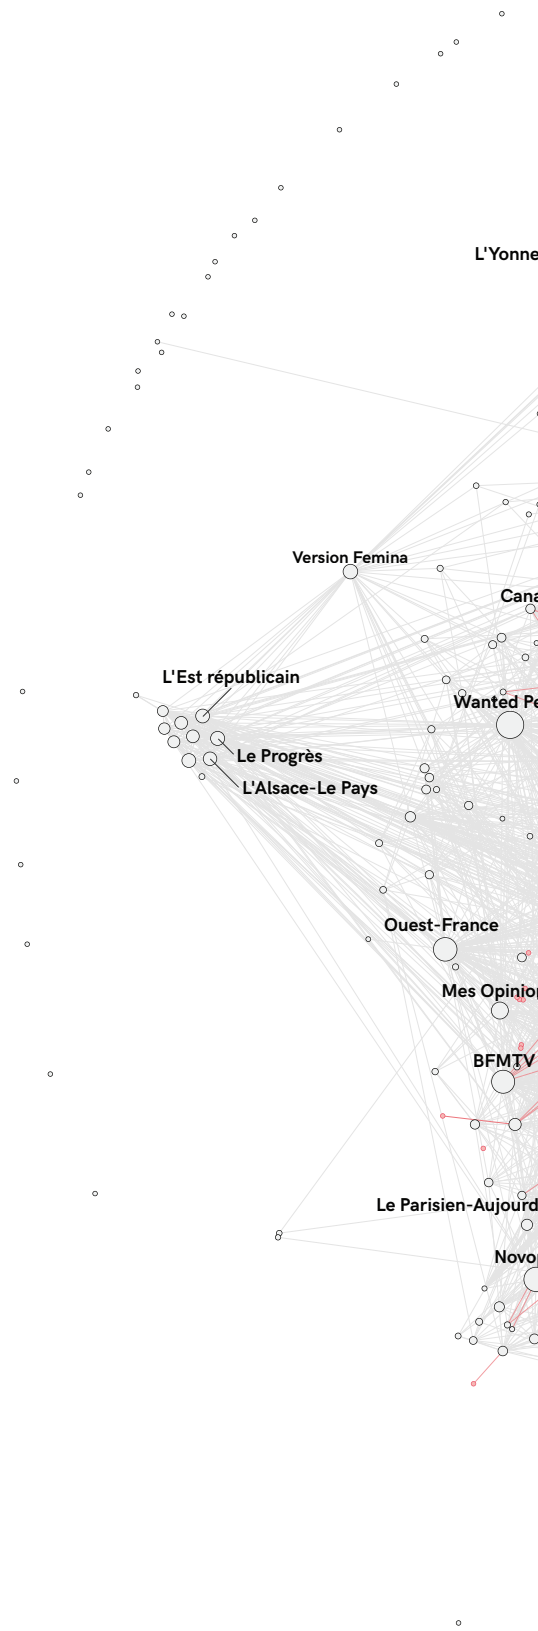 L'Yonne
Version Femina
Cana
L'Est républicain
Wanted Pe
Le Progrès
L'Alsace-Le Pays
Ouest-France
Mes Opinio
BFMTV
Le Parisien-Aujourd
Novo